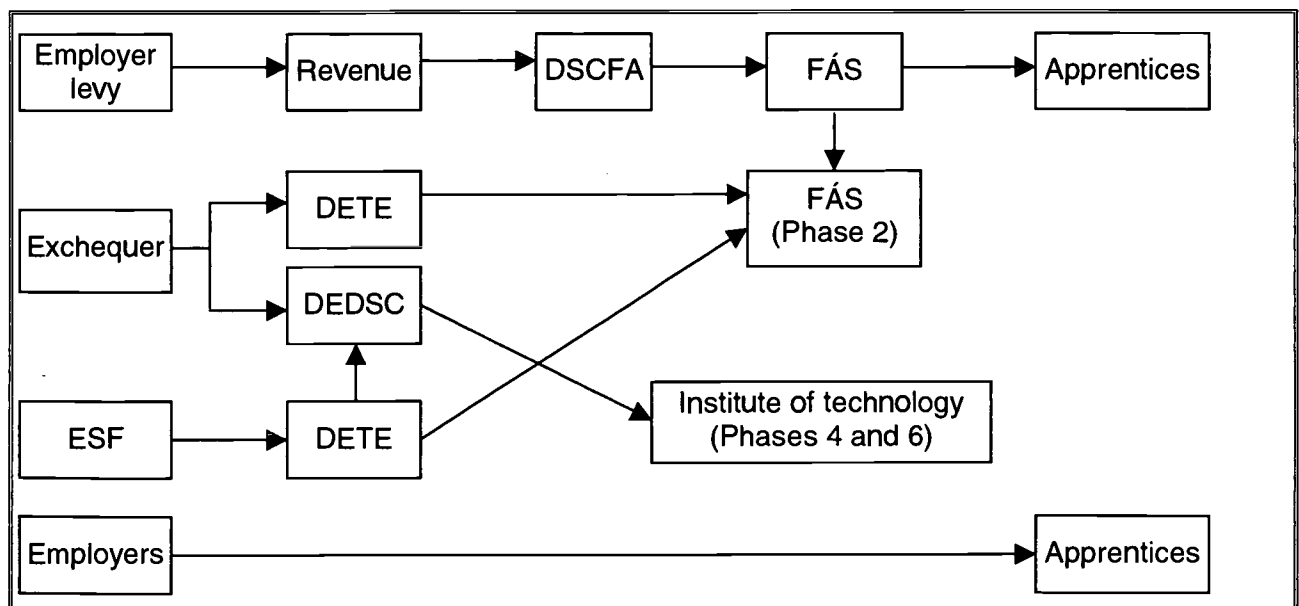 Employer
levy
Revenue
DSCFA
FÁS
Apprentices
Exchequer
DETE
FÁS
(Phase 2)
DEDSC
ESF
DETE
Institute of technology
(Phases 4 and 6)
Employers
Apprentices